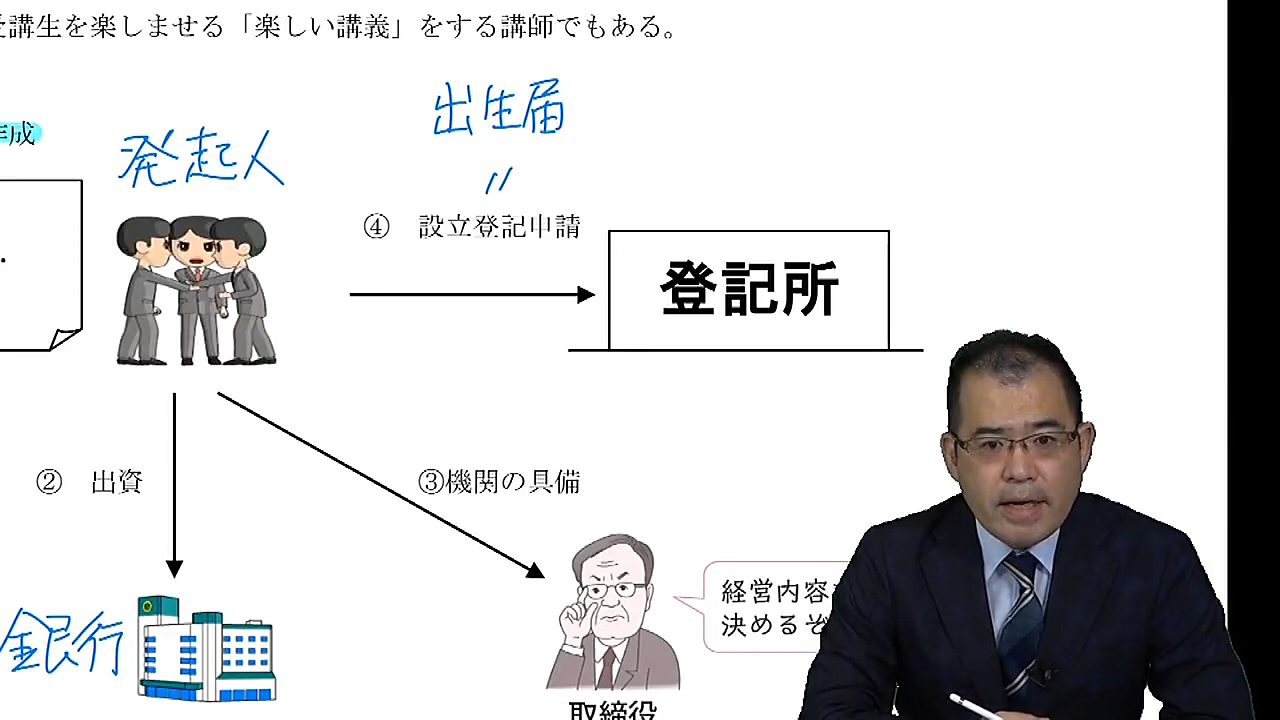 講生を楽しませる「楽しい講義」をする講師でもある。
出生届
〃
作成
発起人
④ 設立登記申請
登記所
② 出資
③機関の具備
経営内容
決めるぞ
銀行
取締役